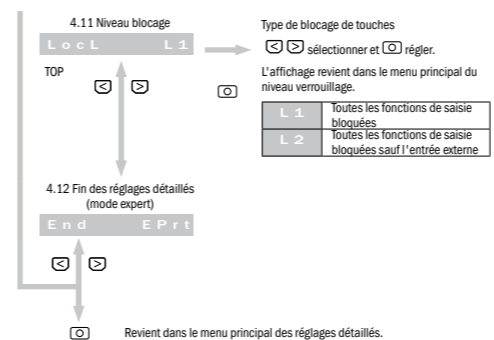 4.11 Niveau blocage
LocL L1
TOP
< >
Type de blocage de touches
< > sélectionner et O régler.
L'affichage revient dans le menu principal du
niveau verrouillage.
O
L1 Toutes les fonctions de saisie
bloquées
L2 Toutes les fonctions de saisie
bloquées sauf l'entrée externe
4.12 Fin des réglages détaillés
(mode expert)
End EPrt
< >
O Revient dans le menu principal des réglages détaillés.